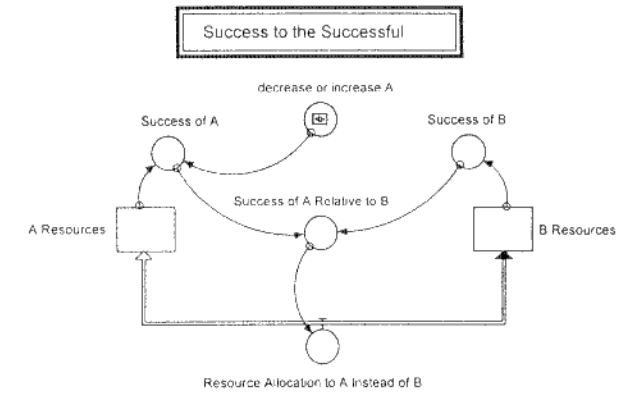 Success to the Successful
decrease or increase A
Success of A
Success of B
Success of A Relative to B
A Resources
B Resources
Resource Allocation to A Instead of B